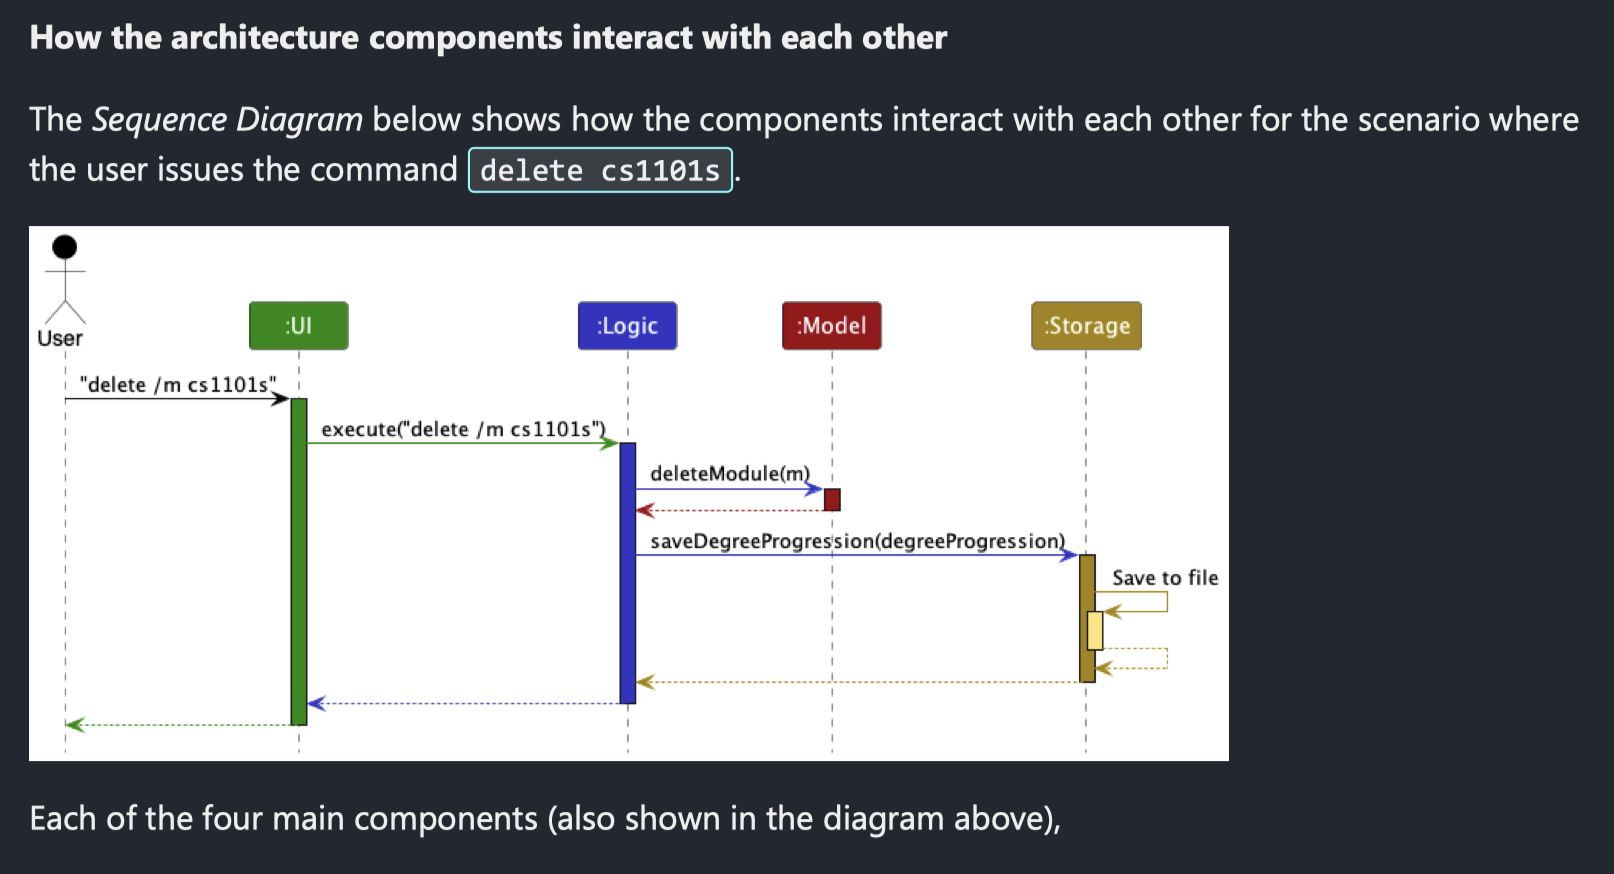 How the architecture components interact with each other
The Sequence Diagram below shows how the components interact with each other for the scenario where
the user issues the command delete cs1101s.
User
:UI
:Logic
:Model
:Storage
"delete /m cs1101s"
execute("delete /m cs1101s")
deleteModule(m)
saveDegreeProgression(degreeProgression)
Save to file
Each of the four main components (also shown in the diagram above),